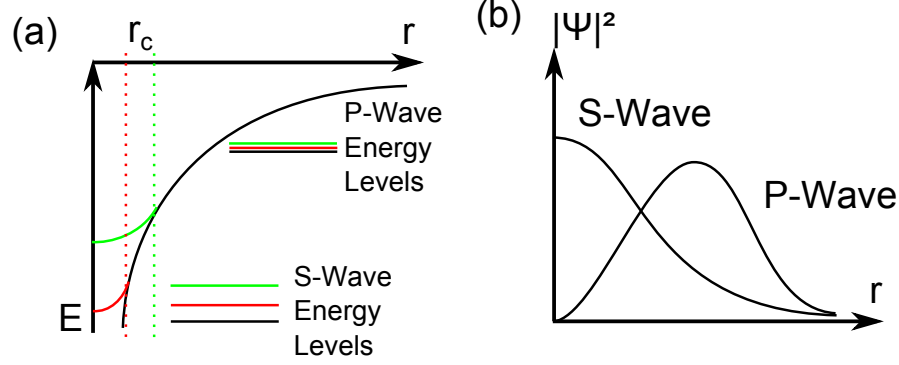 (a)
r_c
r
P-Wave
Energy
Levels
S-Wave
Energy
Levels
E
(b)
|Ψ|²
S-Wave
P-Wave
r